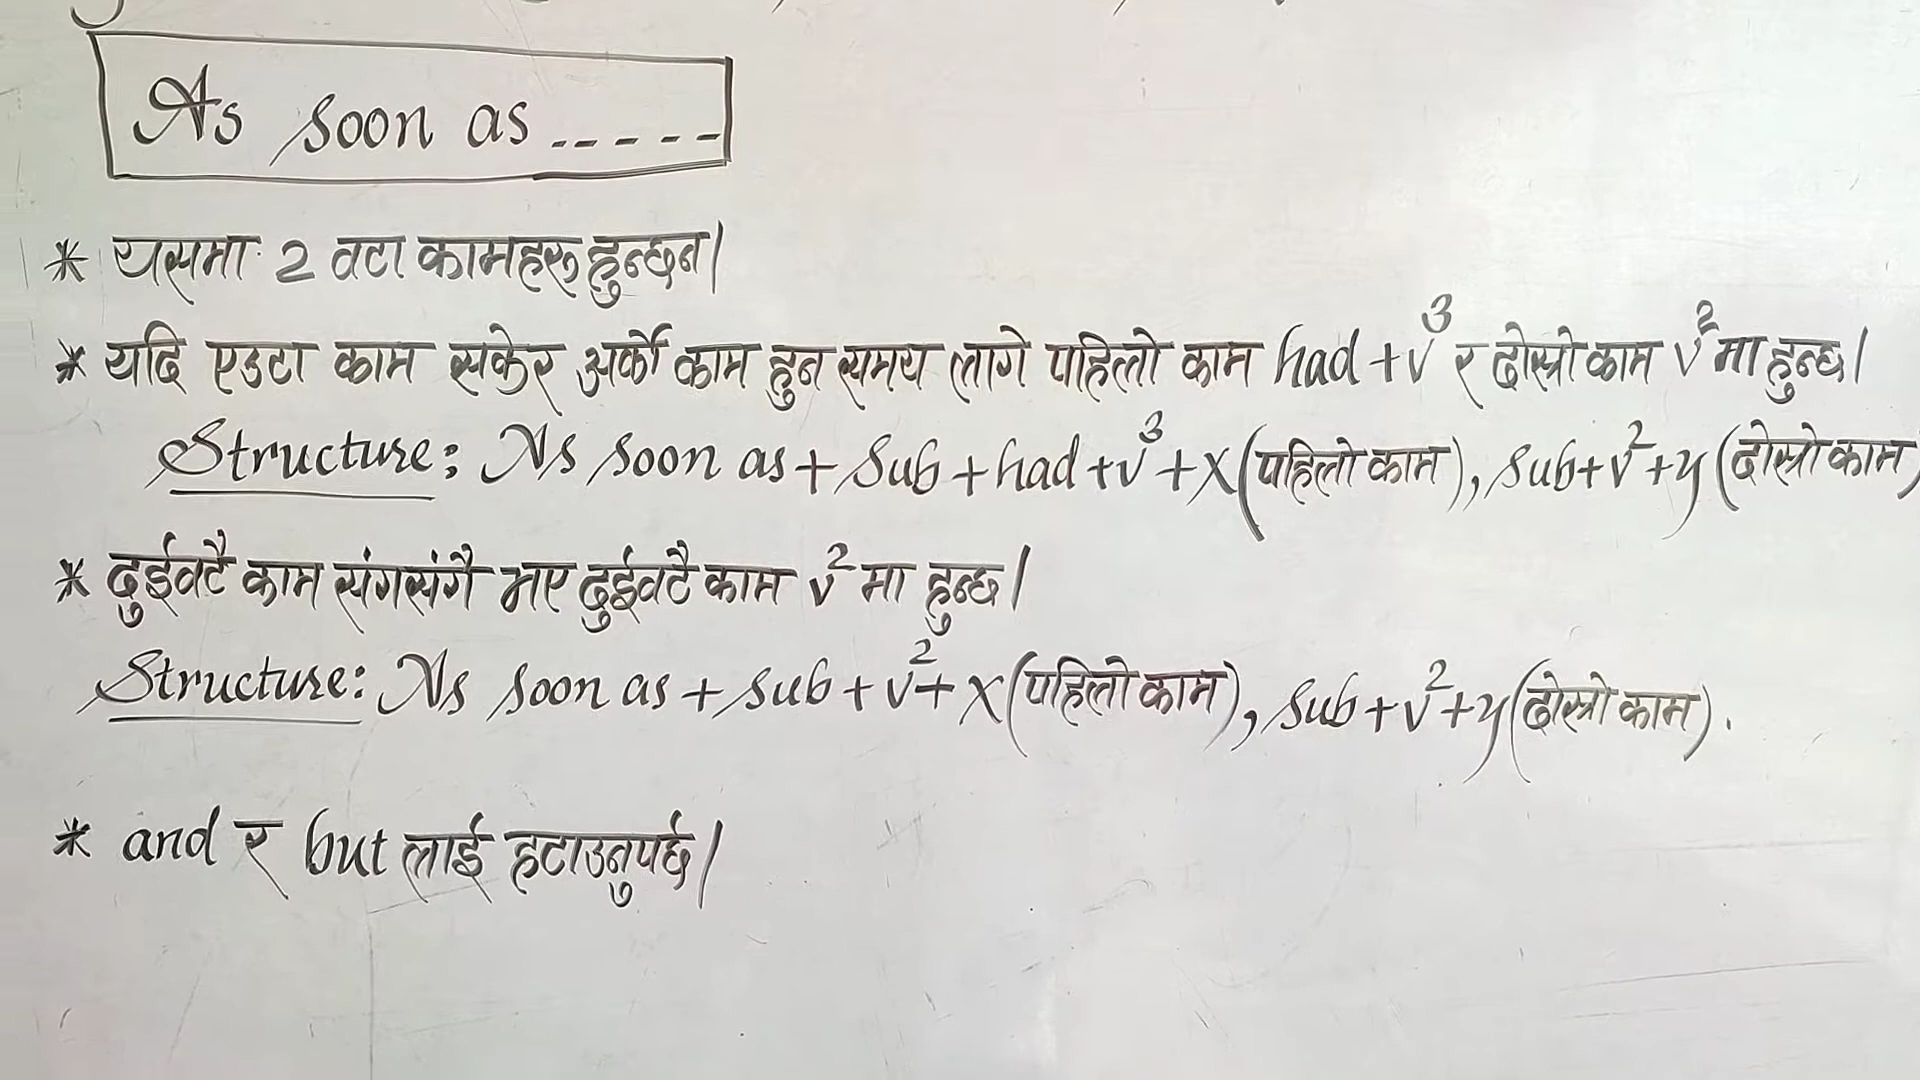 As soon as -----
* यसमा 2 वटा कामहरु हुन्छन।
* यदि एउटा काम सकेर अर्को काम हुन समय लागे पहिलो काम had + v³ र दोस्रो काम v² मा हुन्छ।
Structure: As soon as + sub + had + v³ + x (पहिलो काम), sub + v² + y (दोस्रो काम)
* दुईवटै काम संगसंगै भए दुईवटै काम v² मा हुन्छ।
Structure: As soon as + sub + v² + x (पहिलो काम), sub + v² + y (दोस्रो काम).
* and र but लाई हटाउनुपर्छ।